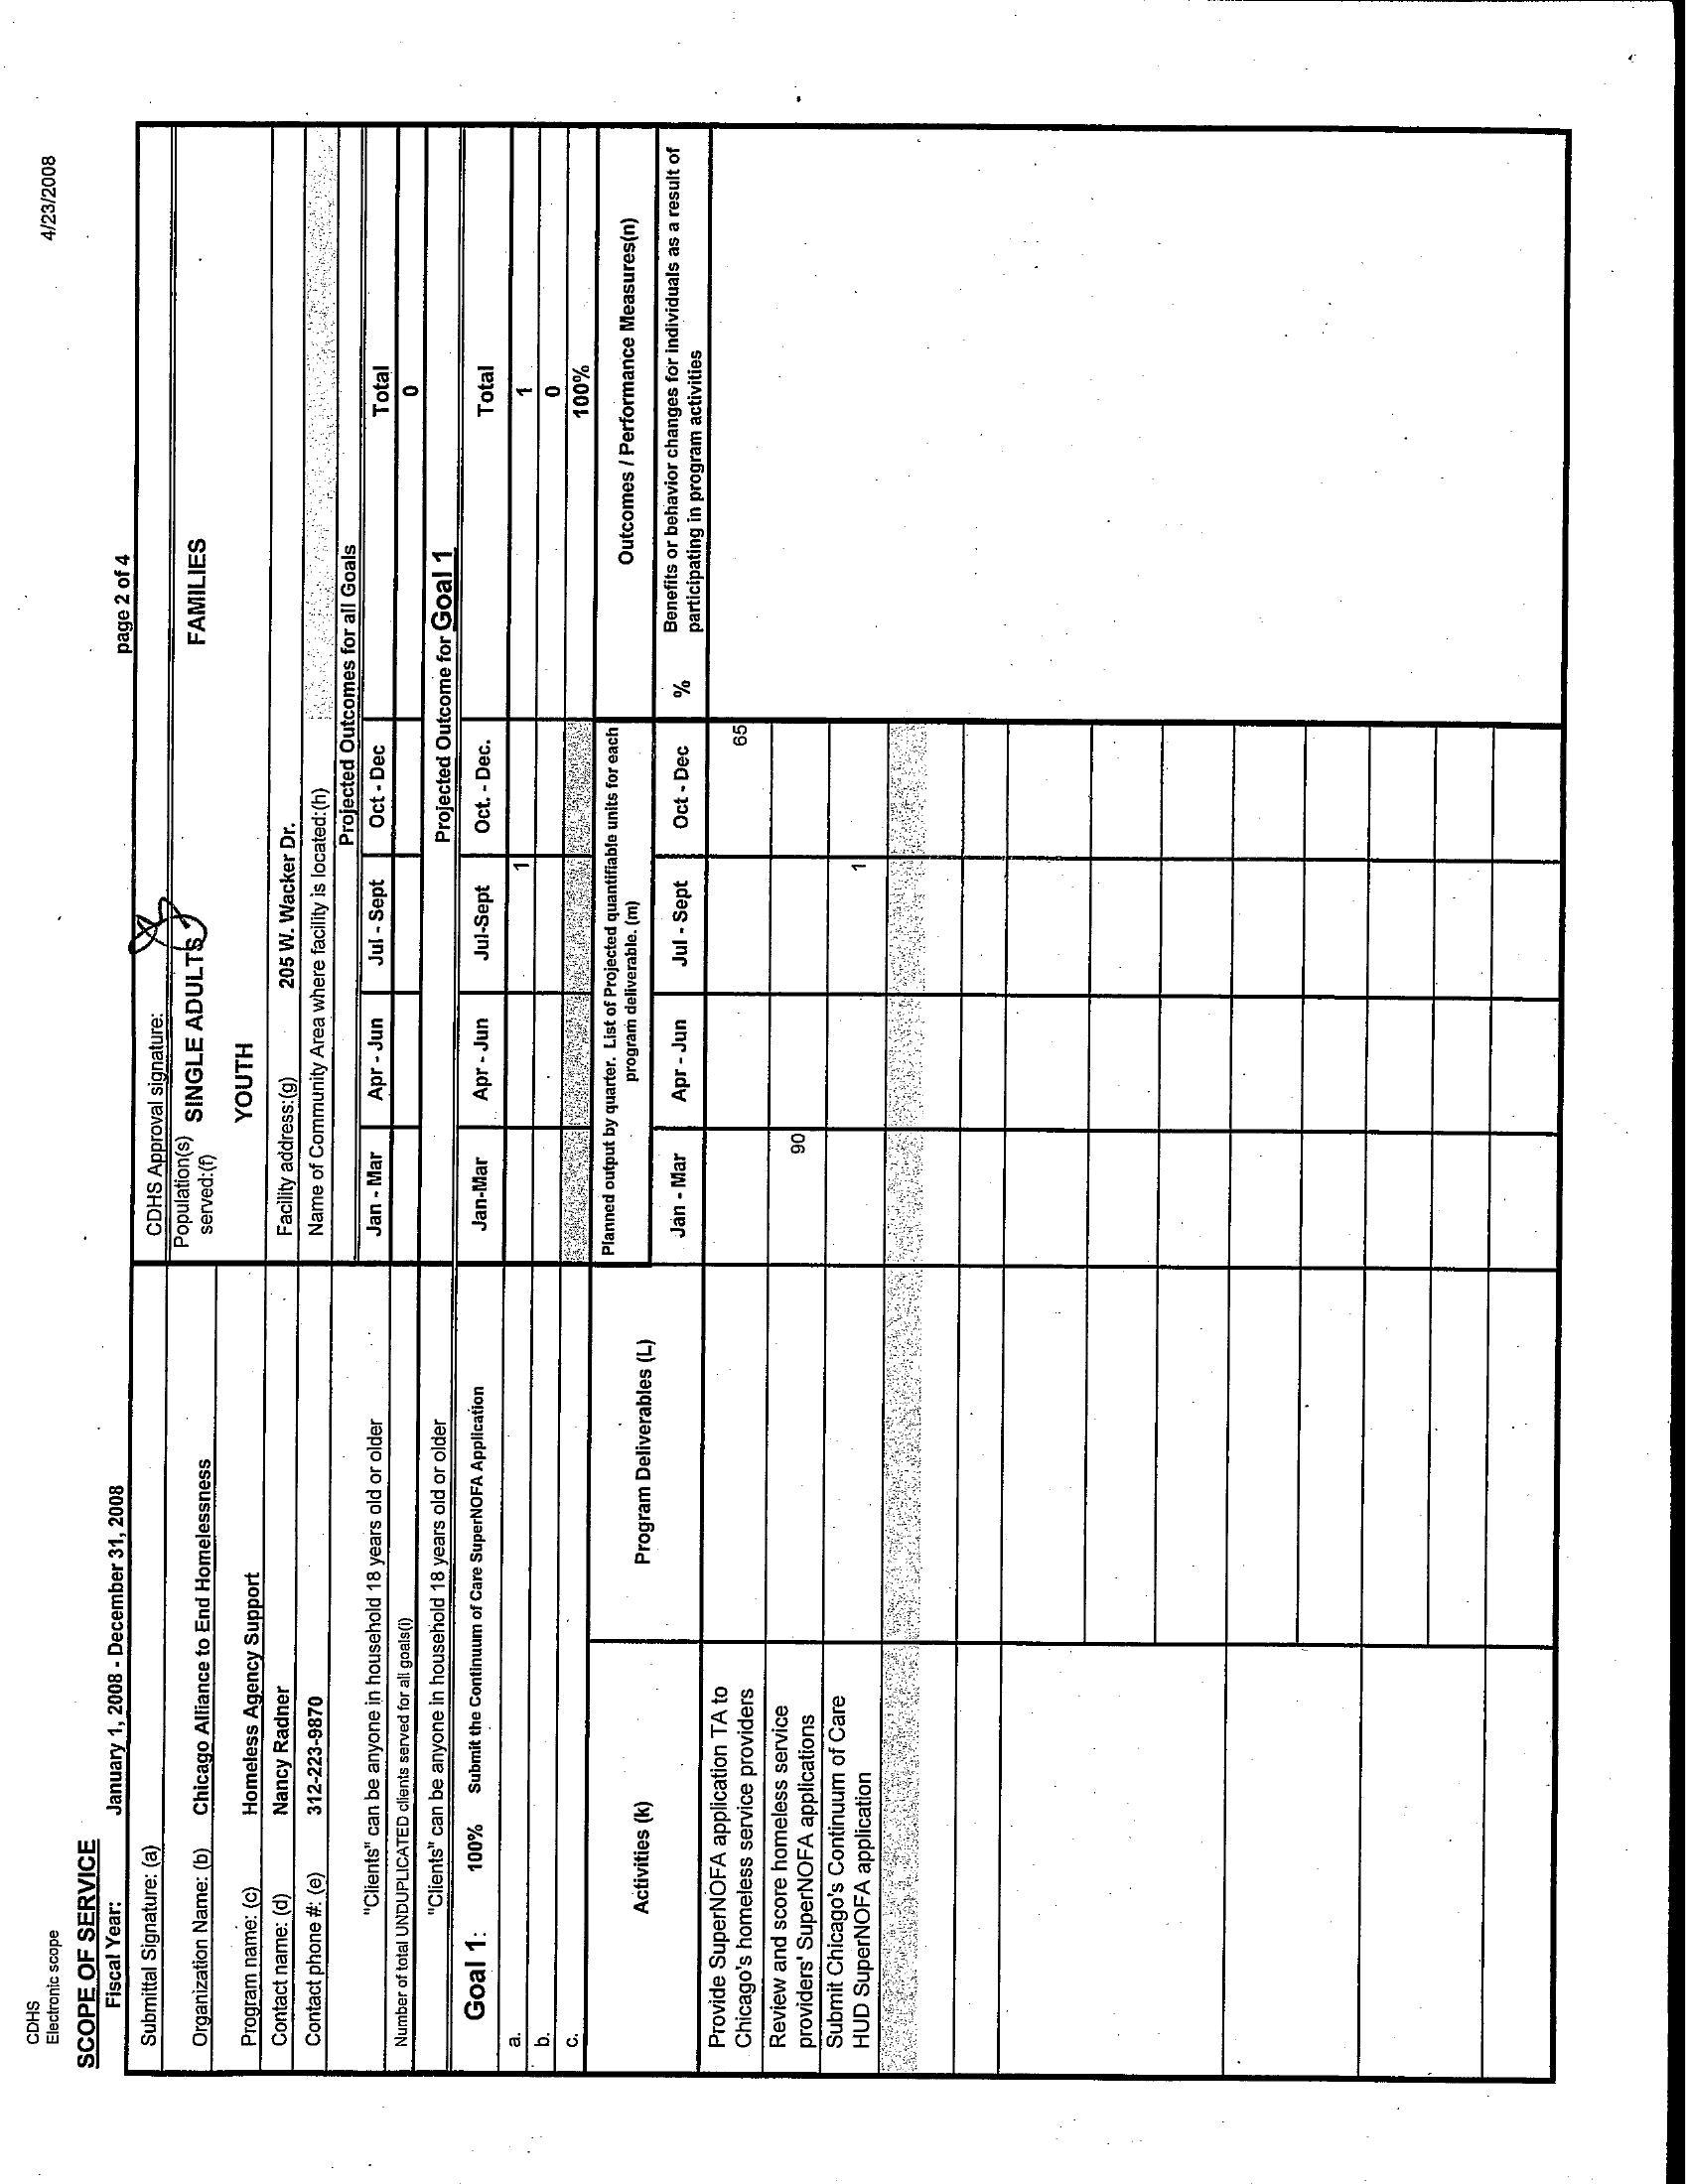 CDHS
Electronic scope
4/23/2008
SCOPE OF SERVICE
Fiscal Year: January 1, 2008 - December 31, 2008 page 2 of 4
Submittal Signature: (a) CDHS Approval signature:
Organization Name: (b) Chicago Alliance to End Homelessness Population(s) served:(f) SINGLE ADULTS FAMILIES
YOUTH
Program name: (c) Homeless Agency Support
Contact name: (d) Nancy Radner Facility address:(g) 205 W. Wacker Dr.
Contact phone #: (e) 312-223-9870 Name of Community Area where facility is located:(h)
Projected Outcomes for all Goals
"Clients" can be anyone in household 18 years old or older Jan - Mar Apr - Jun Jul - Sept Oct - Dec Total
Number of total UNDUPLICATED clients served for all goals(i) 0
"Clients" can be anyone in household 18 years old or older Projected Outcome for Goal 1
Goal 1: 100% Submit the Continuum of Care SuperNOFA Application Jan-Mar Apr - Jun Jul-Sept Oct. - Dec. Total
a. 1 1
b. 0
c. 100%
Activities (k) Program Deliverables (L) Planned output by quarter. List of Projected quantifiable units for each
program deliverable. (m)
Outcomes / Performance Measures(n)
Jan - Mar Apr - Jun Jul - Sept Oct - Dec % Benefits or behavior changes for individuals as a result of
participating in program activities
Provide SuperNOFA application TA to
Chicago's homeless service providers 65
Review and score homeless service
providers' SuperNOFA applications 90
Submit Chicago's Continuum of Care
HUD SuperNOFA application 1